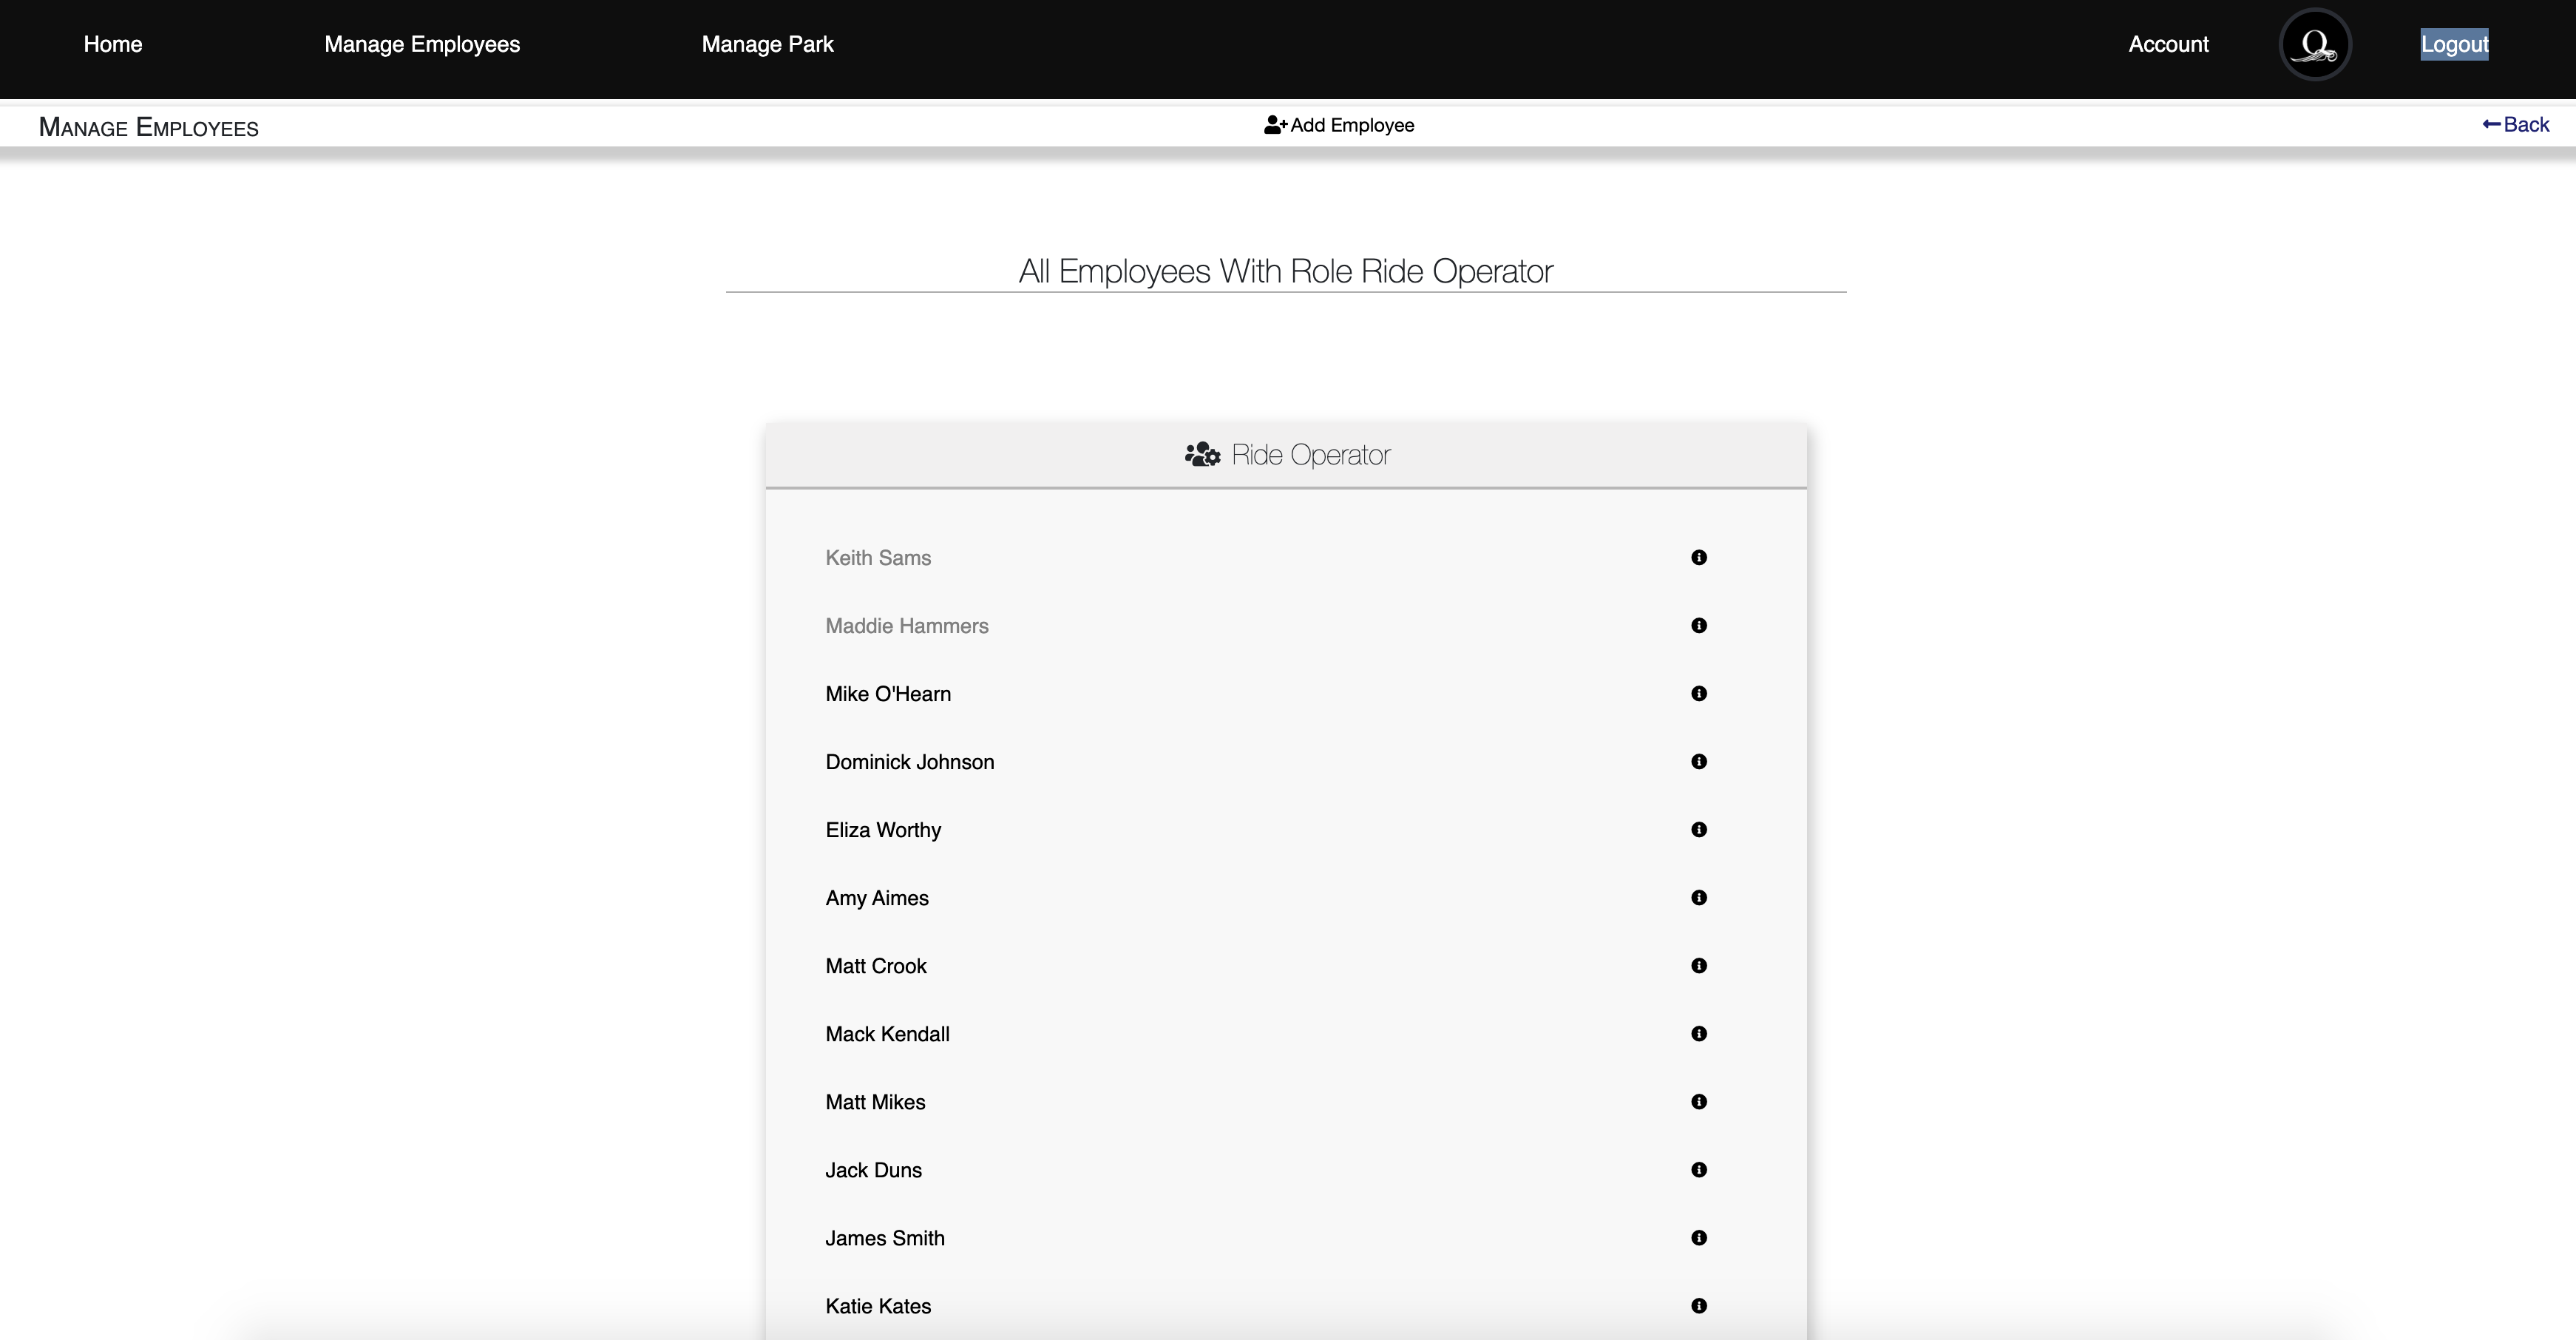 Home Manage Employees Manage Park Account Q Logout
Manage Employees Add Employee Back
All Employees With Role Ride Operator
Ride Operator
Keith Sams
Maddie Hammers
Mike O'Hearn
Dominick Johnson
Eliza Worthy
Amy Aimes
Matt Crook
Mack Kendall
Matt Mikes
Jack Duns
James Smith
Katie Kates